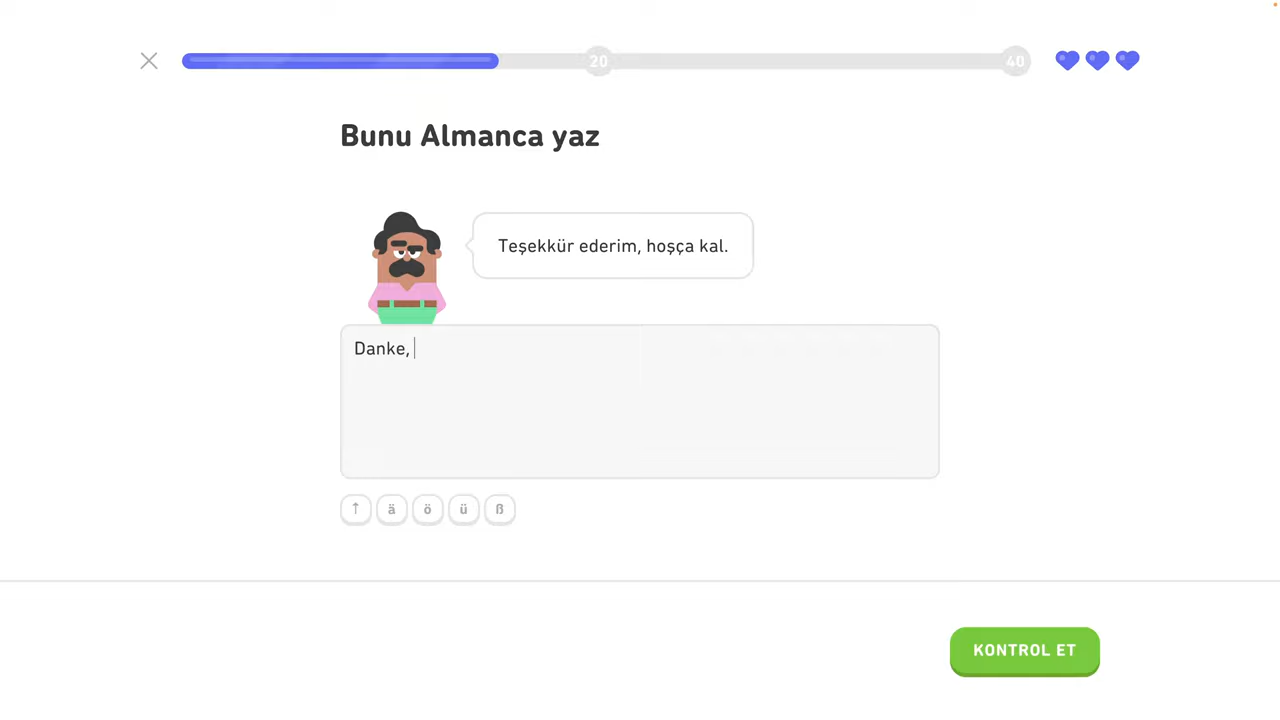 20
40
Bunu Almanca yaz
Teşekkür ederim, hoşça kal.
Danke,
↑ ä ö ü ß
KONTROL ET